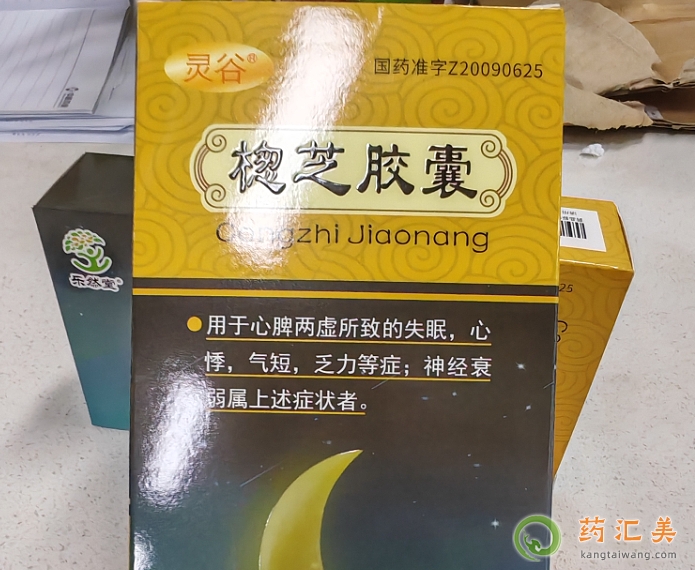 灵谷®
国药准字Z20090625
楤芝胶囊
Congzhi Jiaonang
用于心脾两虚所致的失眠，心
悸，气短，乏力等症；神经衰
弱属上述症状者。
25
药汇美
kangtaiwang.com